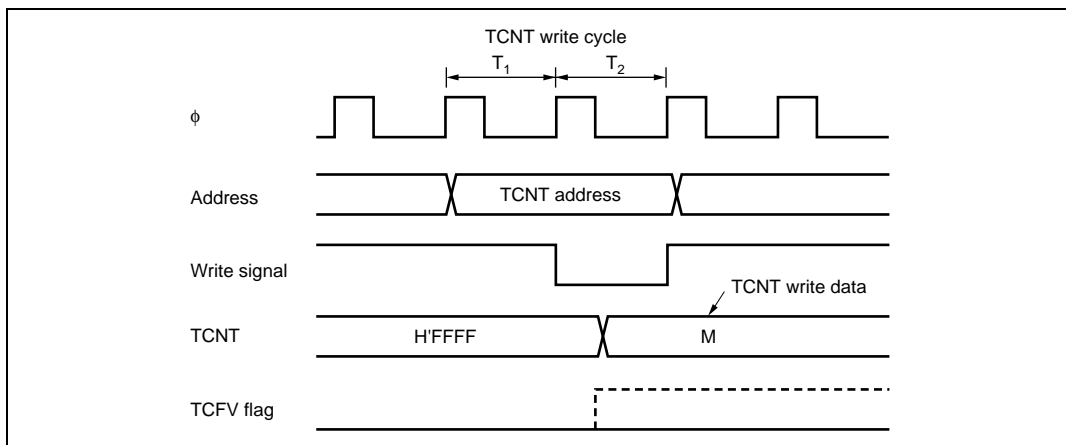 TCNT write cycle
T1 T2
ϕ
Address TCNT address
Write signal
TCNT write data
TCNT H'FFFF M
TCFV flag